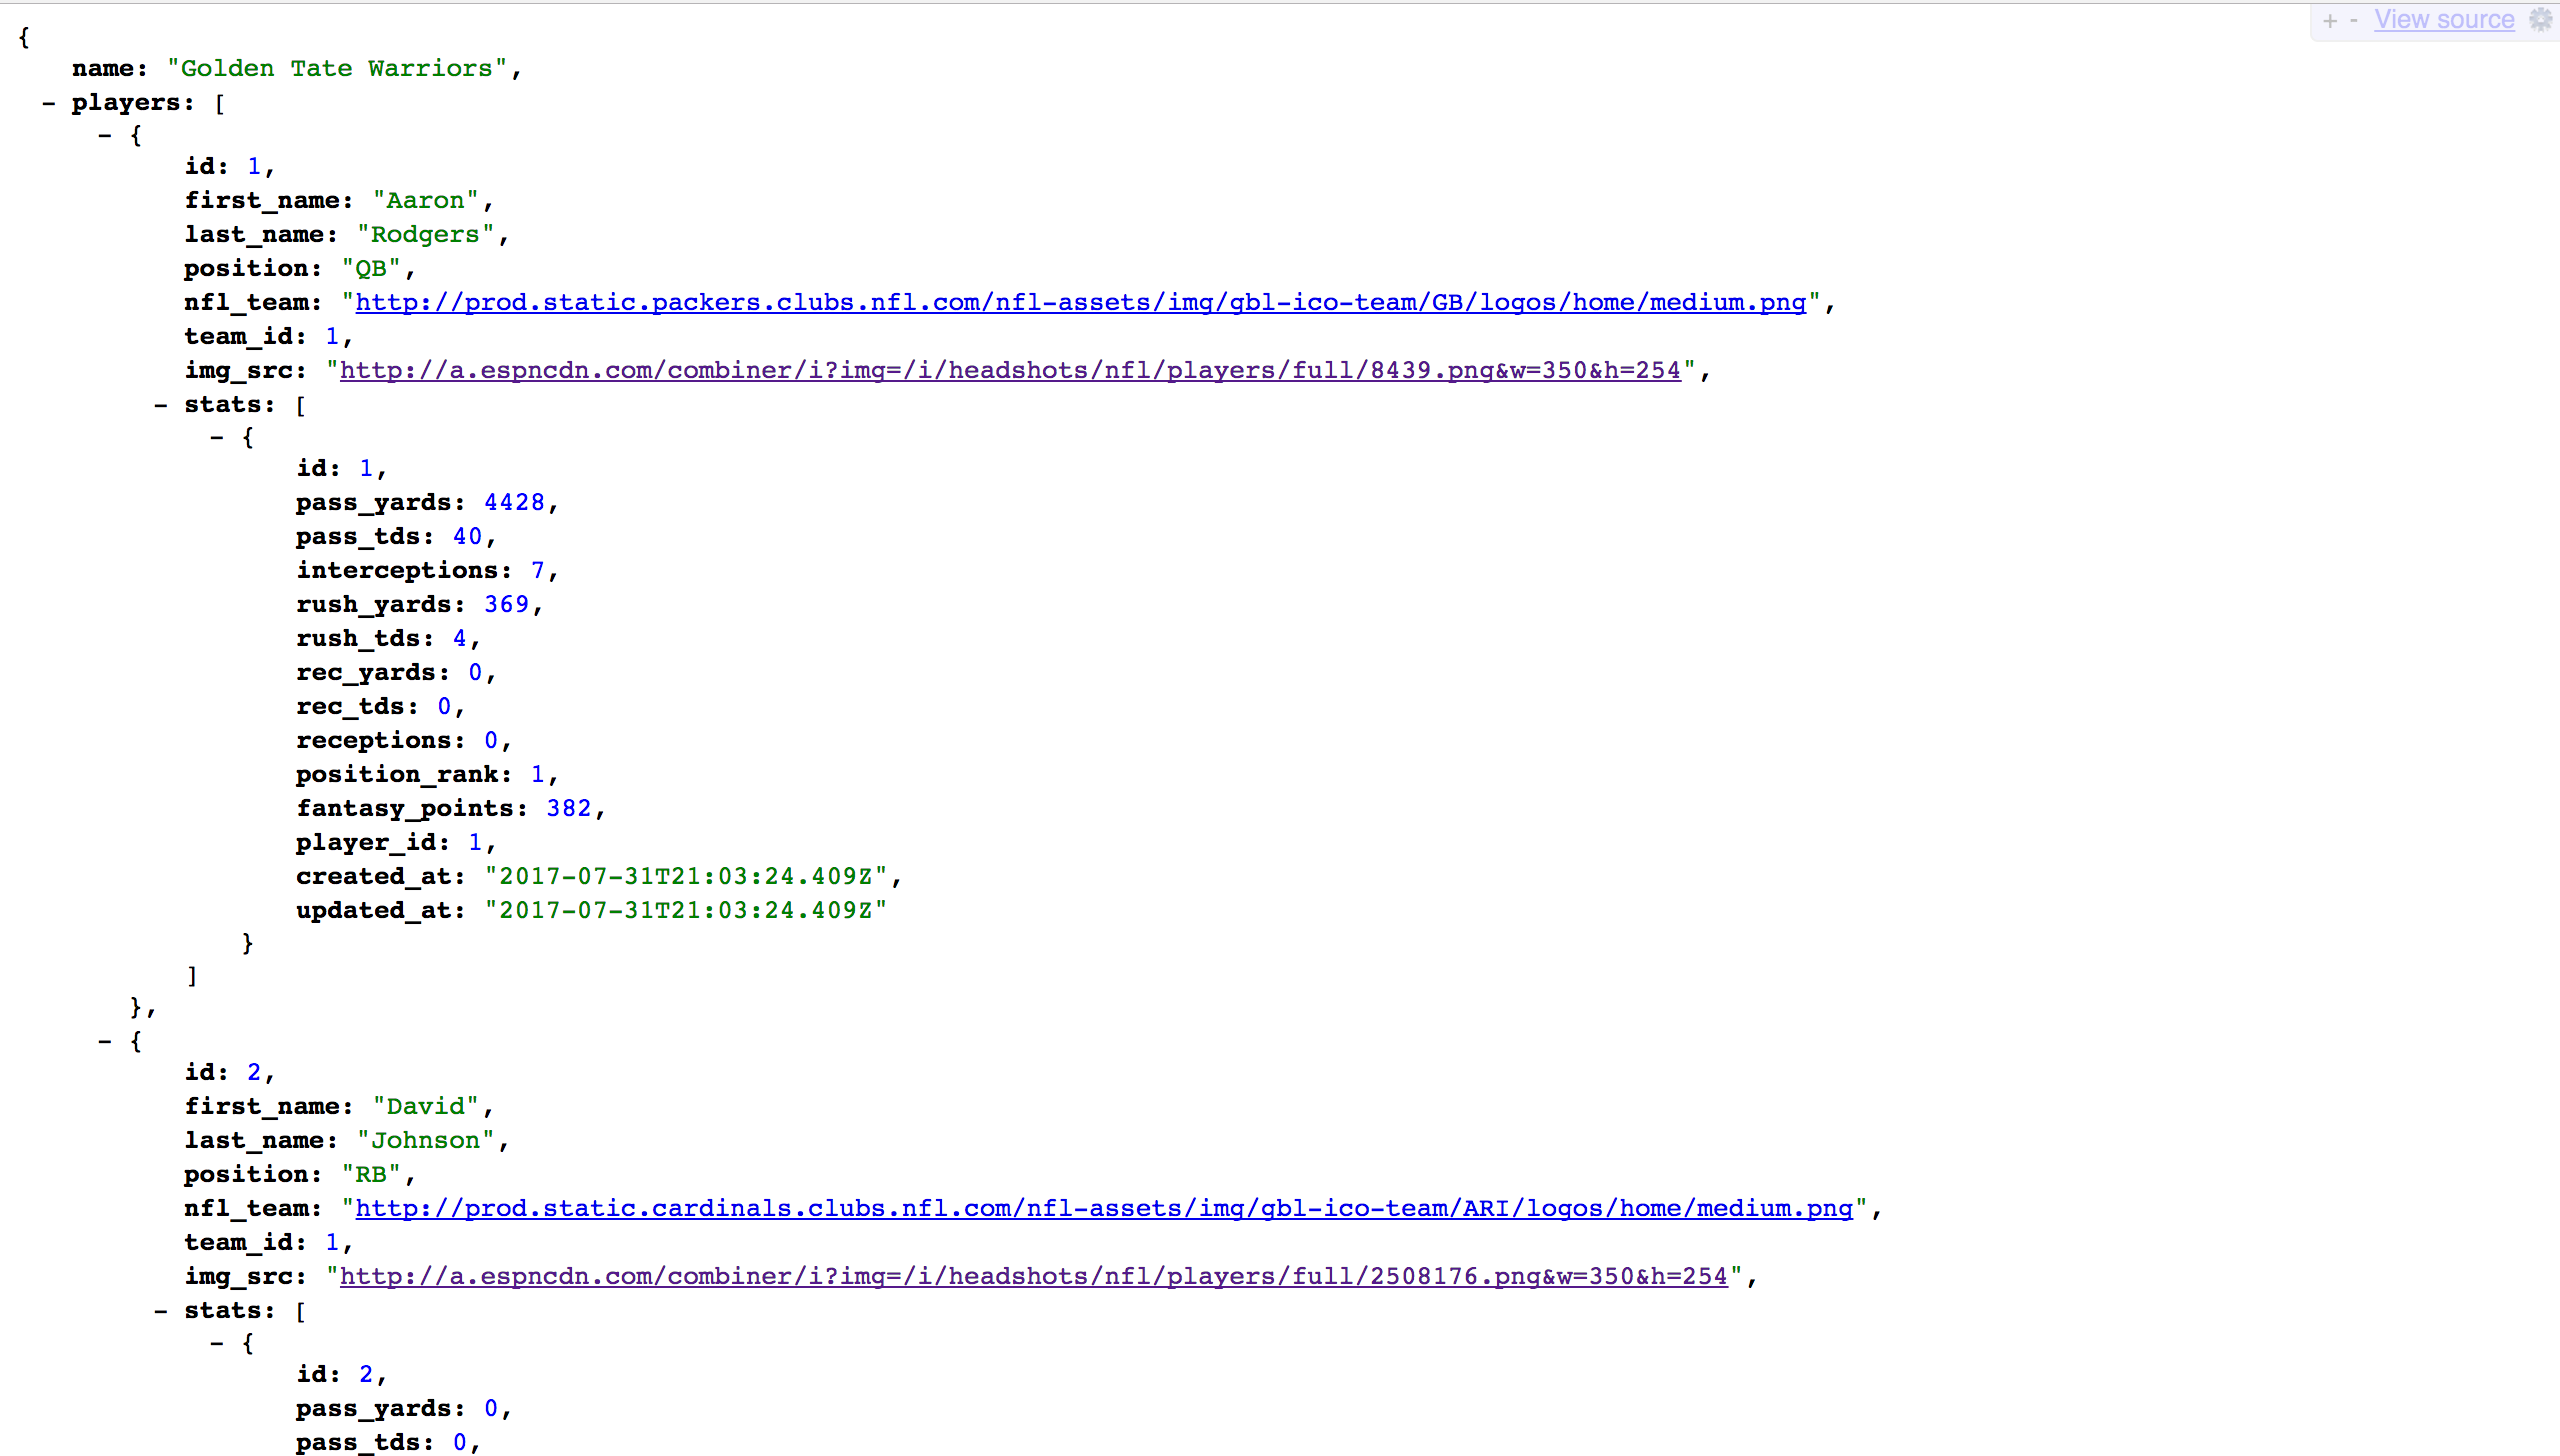 + - View source
{
name: "Golden Tate Warriors",
- players: [
- {
id: 1,
first_name: "Aaron",
last_name: "Rodgers",
position: "QB",
nfl_team: "http://prod.static.packers.clubs.nfl.com/nfl-assets/img/gbl-ico-team/GB/logos/home/medium.png",
team_id: 1,
img_src: "http://a.espncdn.com/combiner/i?img=/i/headshots/nfl/players/full/8439.png&w=350&h=254",
- stats: [
- {
id: 1,
pass_yards: 4428,
pass_tds: 40,
interceptions: 7,
rush_yards: 369,
rush_tds: 4,
rec_yards: 0,
rec_tds: 0,
receptions: 0,
position_rank: 1,
fantasy_points: 382,
player_id: 1,
created_at: "2017-07-31T21:03:24.409Z",
updated_at: "2017-07-31T21:03:24.409Z"
}
]
},
- {
id: 2,
first_name: "David",
last_name: "Johnson",
position: "RB",
nfl_team: "http://prod.static.cardinals.clubs.nfl.com/nfl-assets/img/gbl-ico-team/ARI/logos/home/medium.png",
team_id: 1,
img_src: "http://a.espncdn.com/combiner/i?img=/i/headshots/nfl/players/full/2508176.png&w=350&h=254",
- stats: [
- {
id: 2,
pass_yards: 0,
pass_tds: 0,